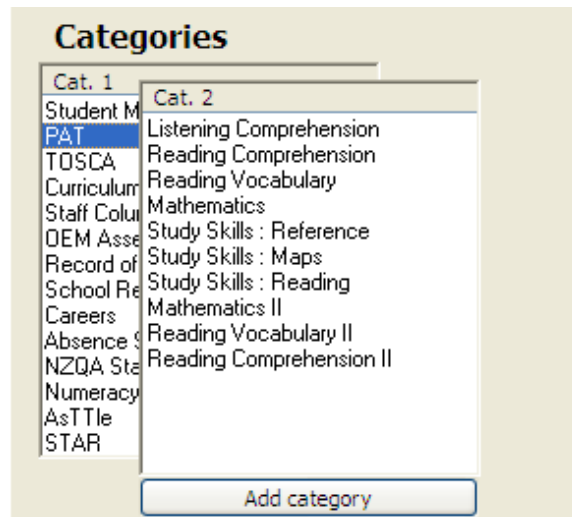 Categories
Cat. 1
Student M
PAT
TOSCA
Curriculum
Staff Colu
OEM Asse
Record of
School Re
Careers
Absence S
NZQA Sta
Numeracy
AsTTle
STAR
Cat. 2
Listening Comprehension
Reading Comprehension
Reading Vocabulary
Mathematics
Study Skills : Reference
Study Skills : Maps
Study Skills : Reading
Mathematics II
Reading Vocabulary II
Reading Comprehension II
Add category